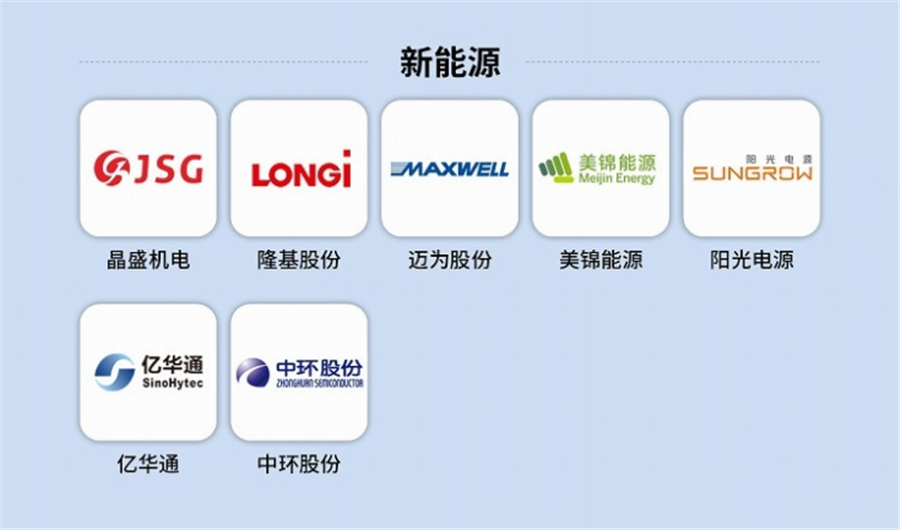 新能源
JSG
LONGi
MAXWELL
美锦能源
Meijin Energy
阳光电源
SUNGROW
晶盛机电
隆基股份
迈为股份
美锦能源
阳光电源
亿华通
SinoHytec
中环股份
ZHONGHUAN SEMICONDUCTOR
亿华通
中环股份